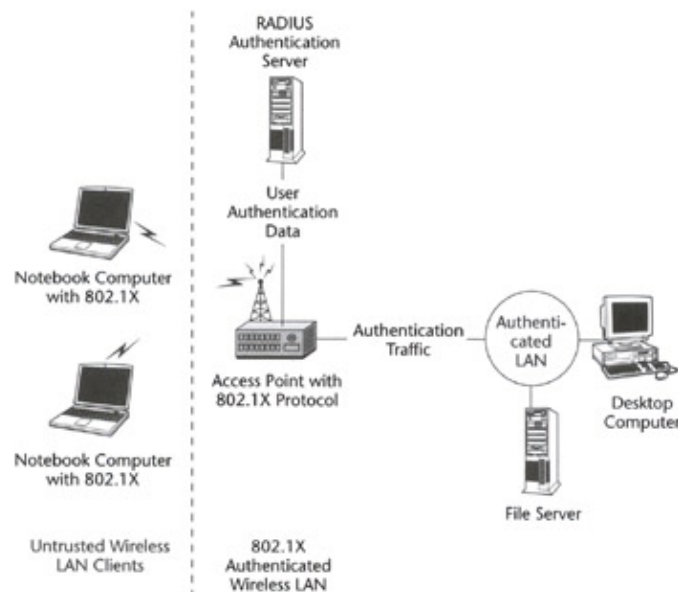 RADIUS
Authentication
Server
User
Authentication
Data
Notebook Computer
with 802.1X
Access Point with
802.1X Protocol
Authentication
Traffic
Authenti-
cated
LAN
Desktop
Computer
Notebook Computer
with 802.1X
File Server
Untrusted Wireless
LAN Clients
802.1X
Authenticated
Wireless LAN